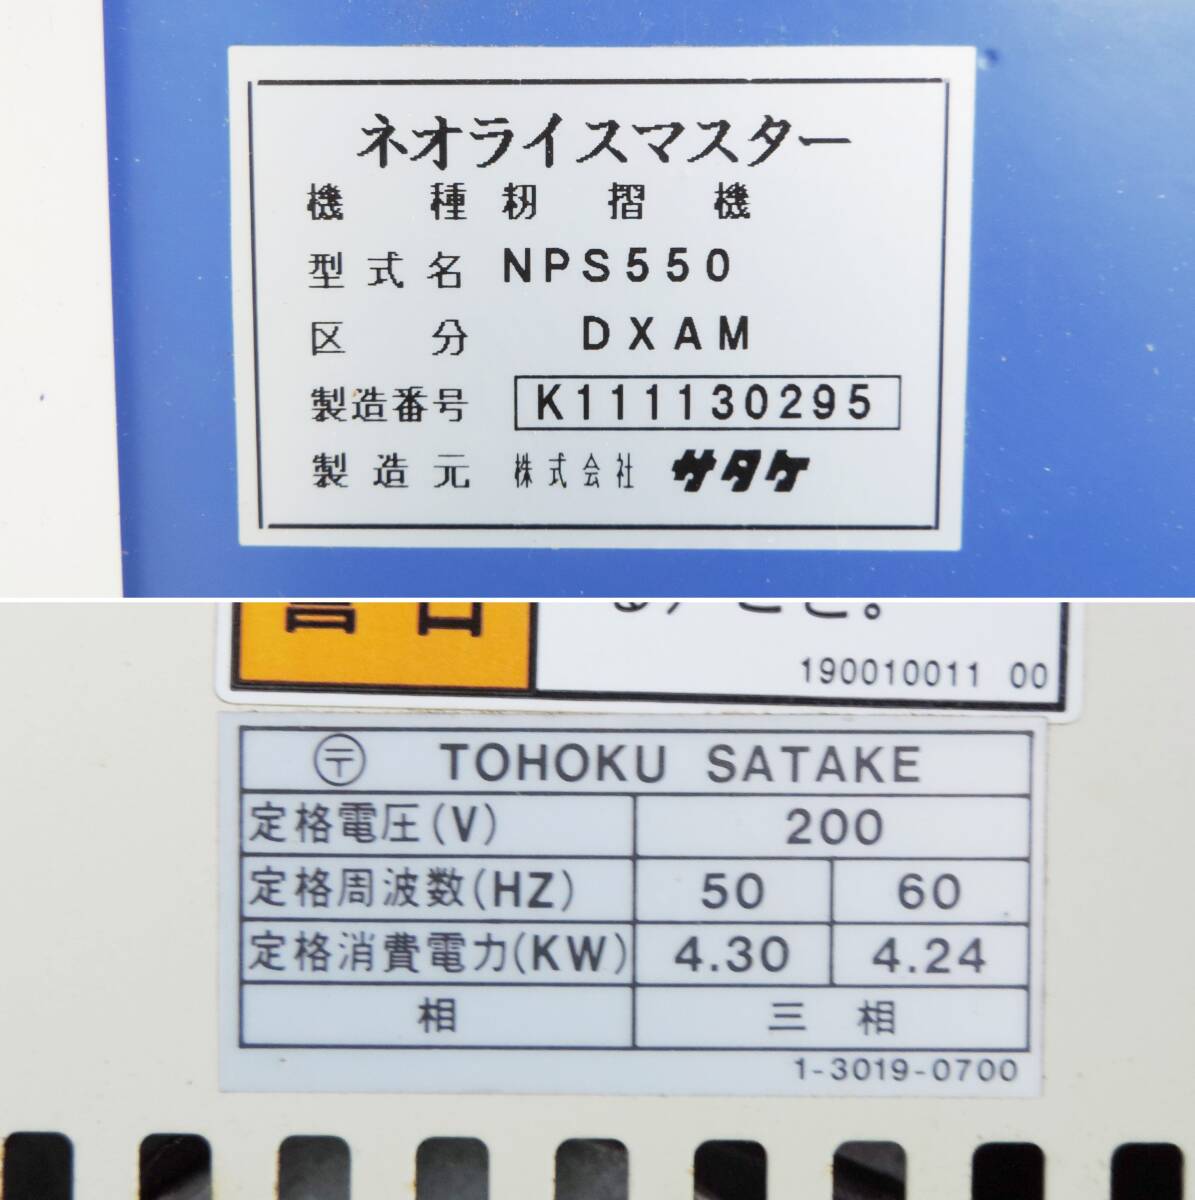 ネオライスマスター
機種 籾摺機
型式名 NPS550
区分 DXAM
製造番号 K111130295
製造元 株式会社 サタケ
こと。
190010011 00
〶 TOHOKU SATAKE
定格電圧(V) 200
定格周波数(HZ) 50 60
定格消費電力(KW) 4.30 4.24
相 三相
1-3019-0700